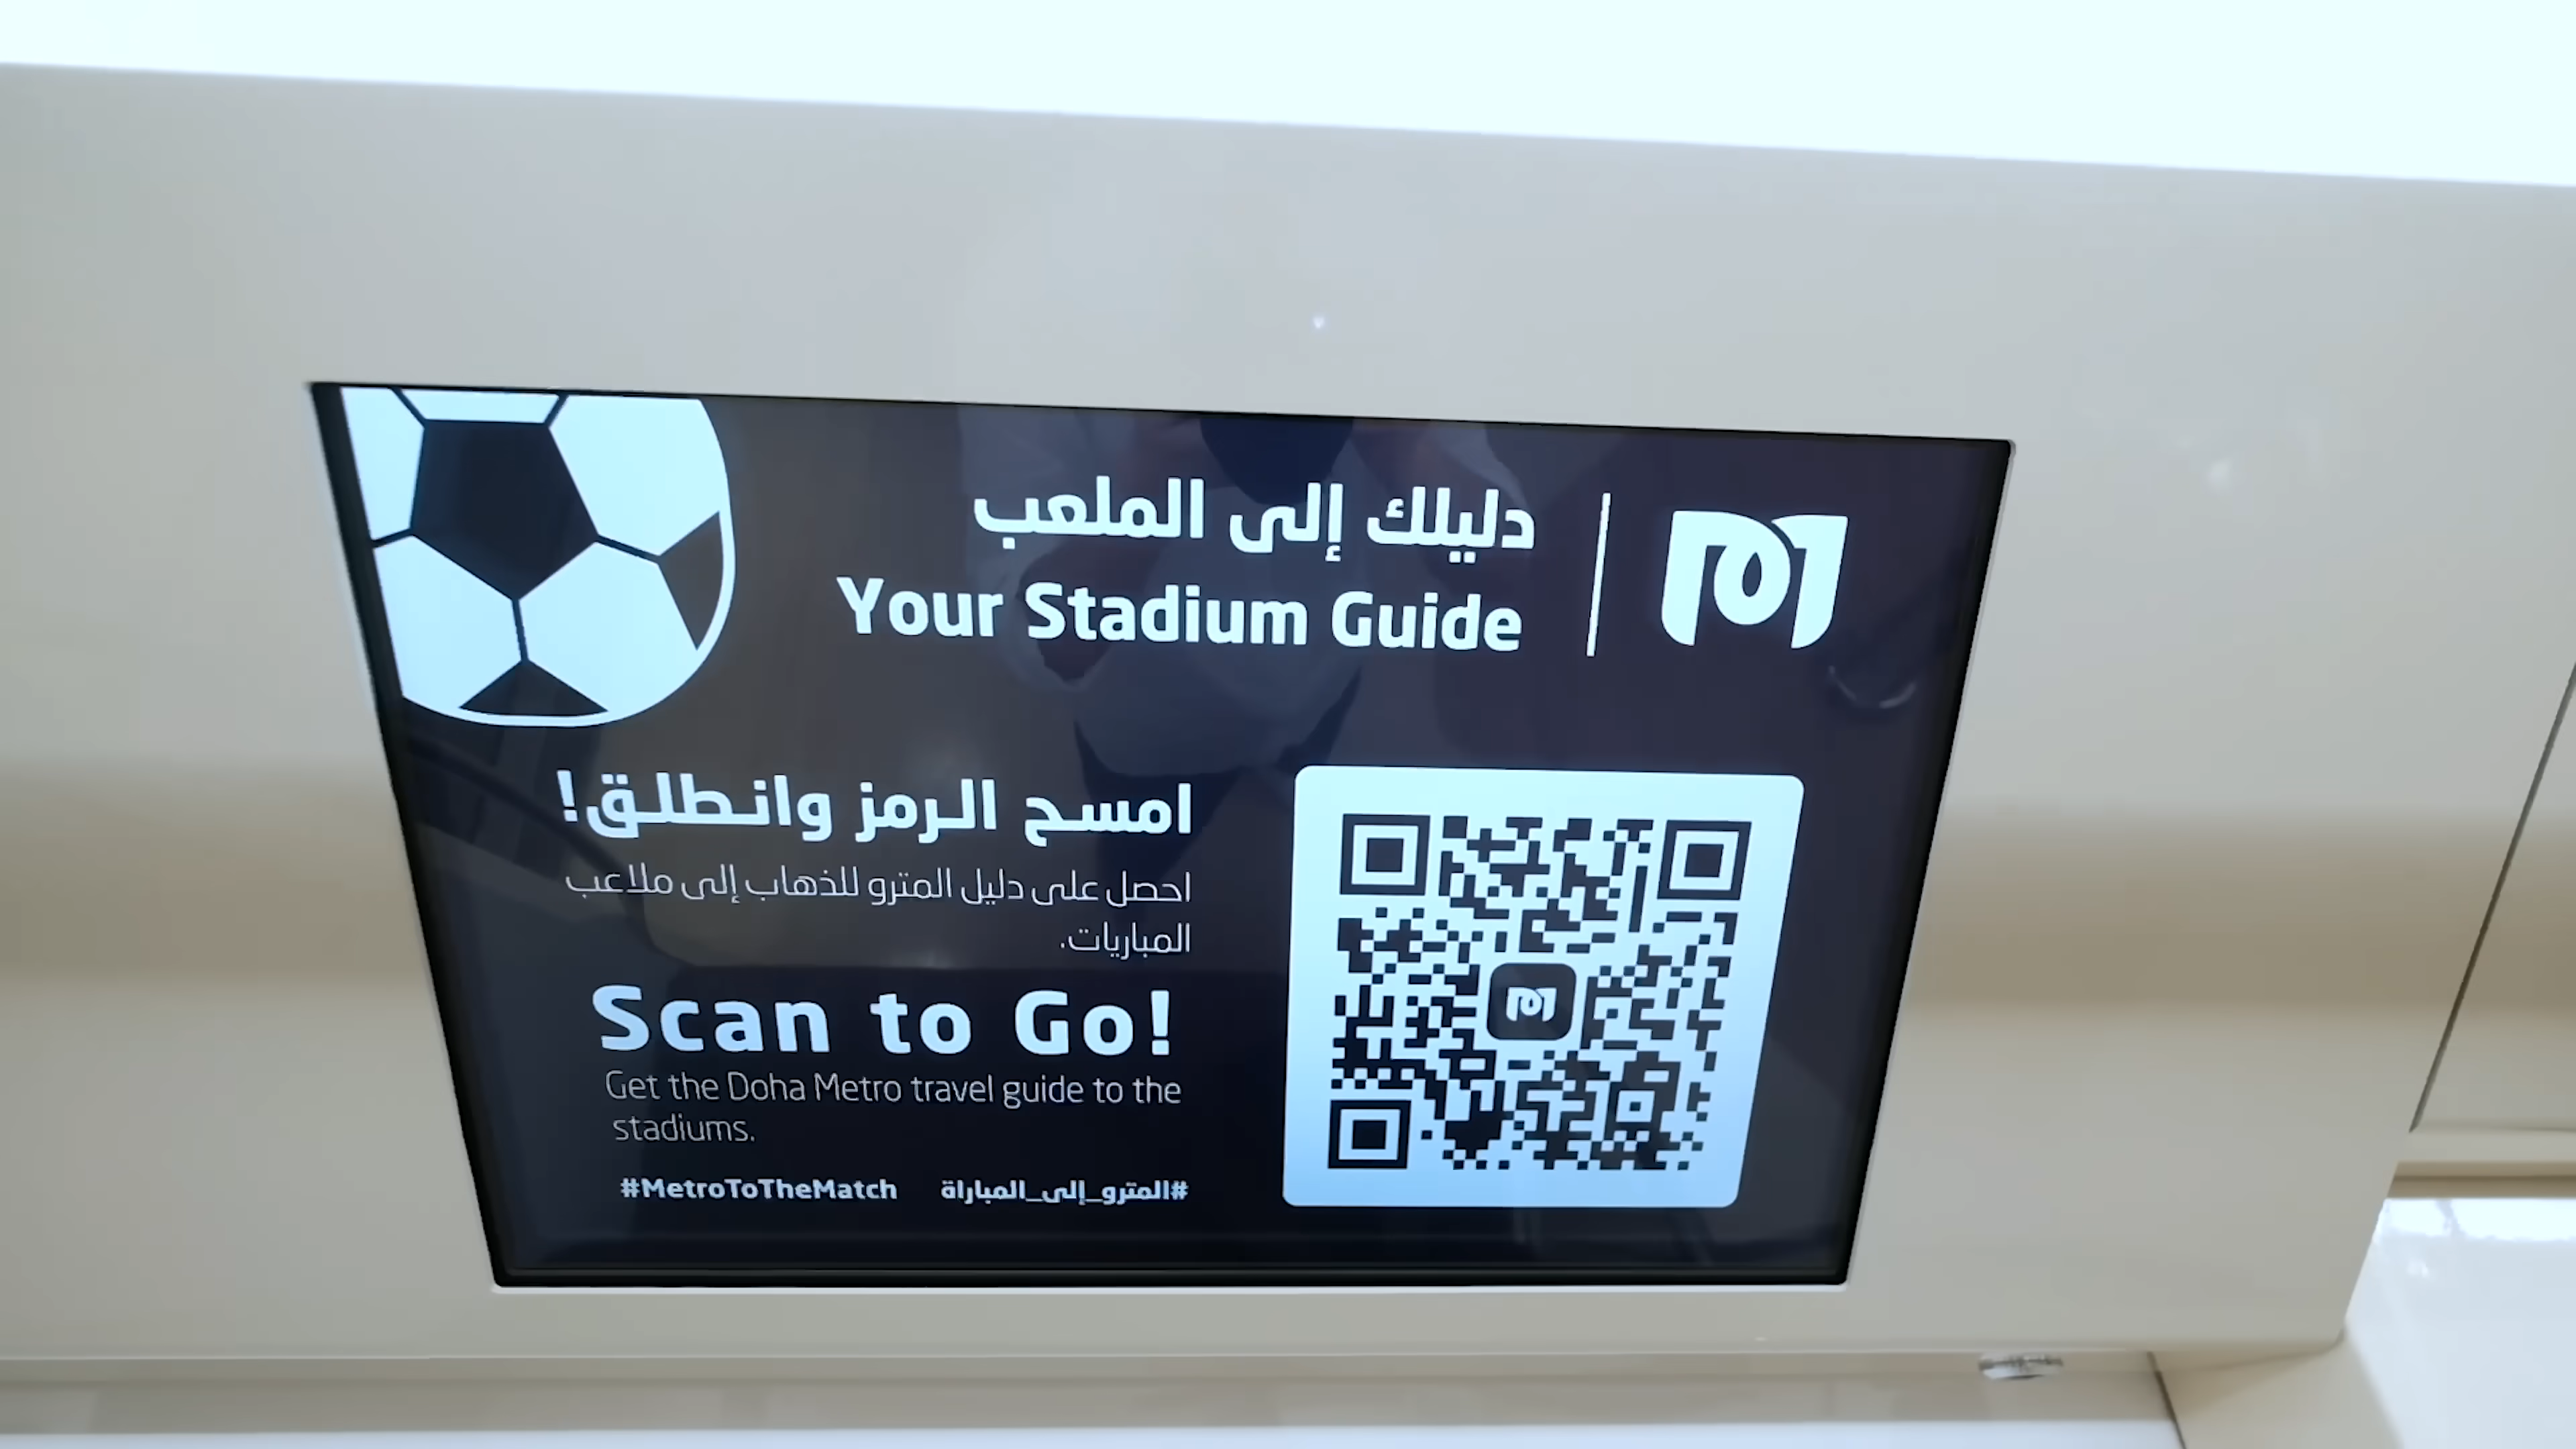 دليلك إلى الملعب
Your Stadium Guide
امسح الرمز وانطلق!
احصل على دليل المترو للذهاب إلى ملاعب
المباريات.
Scan to Go!
Get the Doha Metro travel guide to the
stadiums.
#MetroToTheMatch #المترو_إلى_المباراة